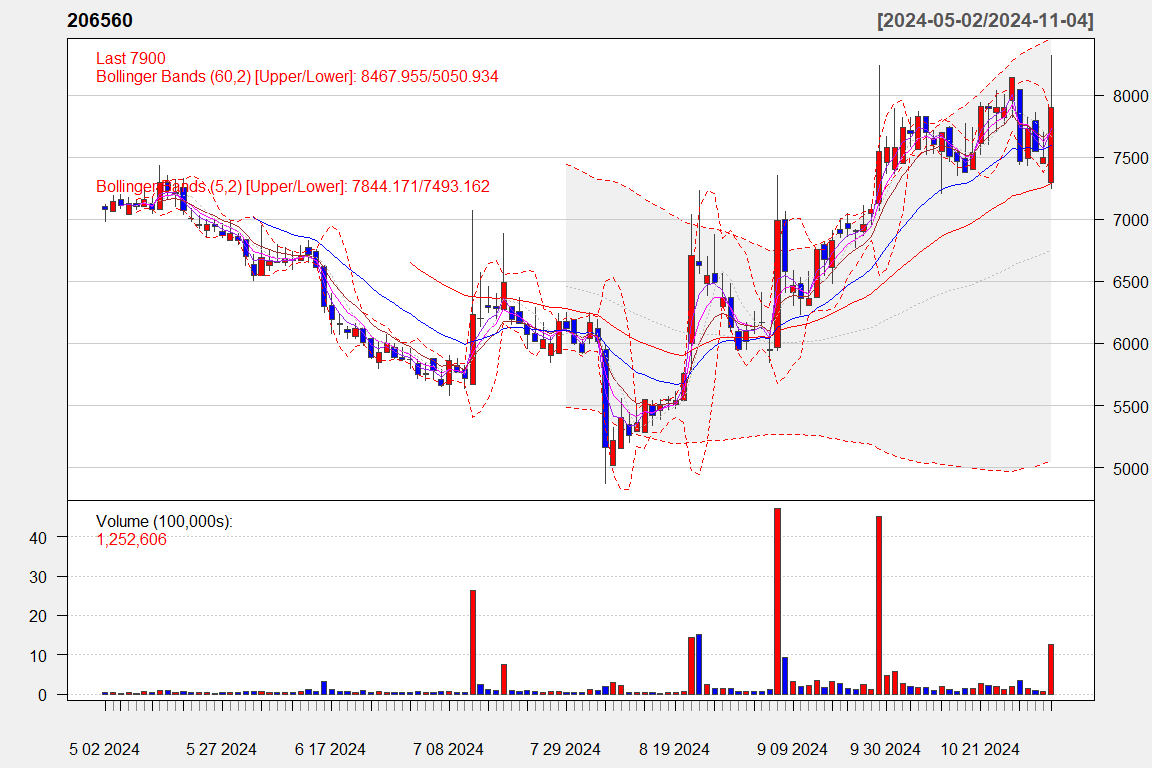 206560 [2024-05-02/2024-11-04]
Last 7900
Bollinger Bands (60,2) [Upper/Lower]: 8467.955/5050.934
Bollinger Bands (5,2) [Upper/Lower]: 7844.171/7493.162
8000
7500
7000
6500
6000
5500
5000
Volume (100,000s):
1,252,606
40
30
20
10
0
5 02 2024 5 27 2024 6 17 2024 7 08 2024 7 29 2024 8 19 2024 9 09 2024 9 30 2024 10 21 2024